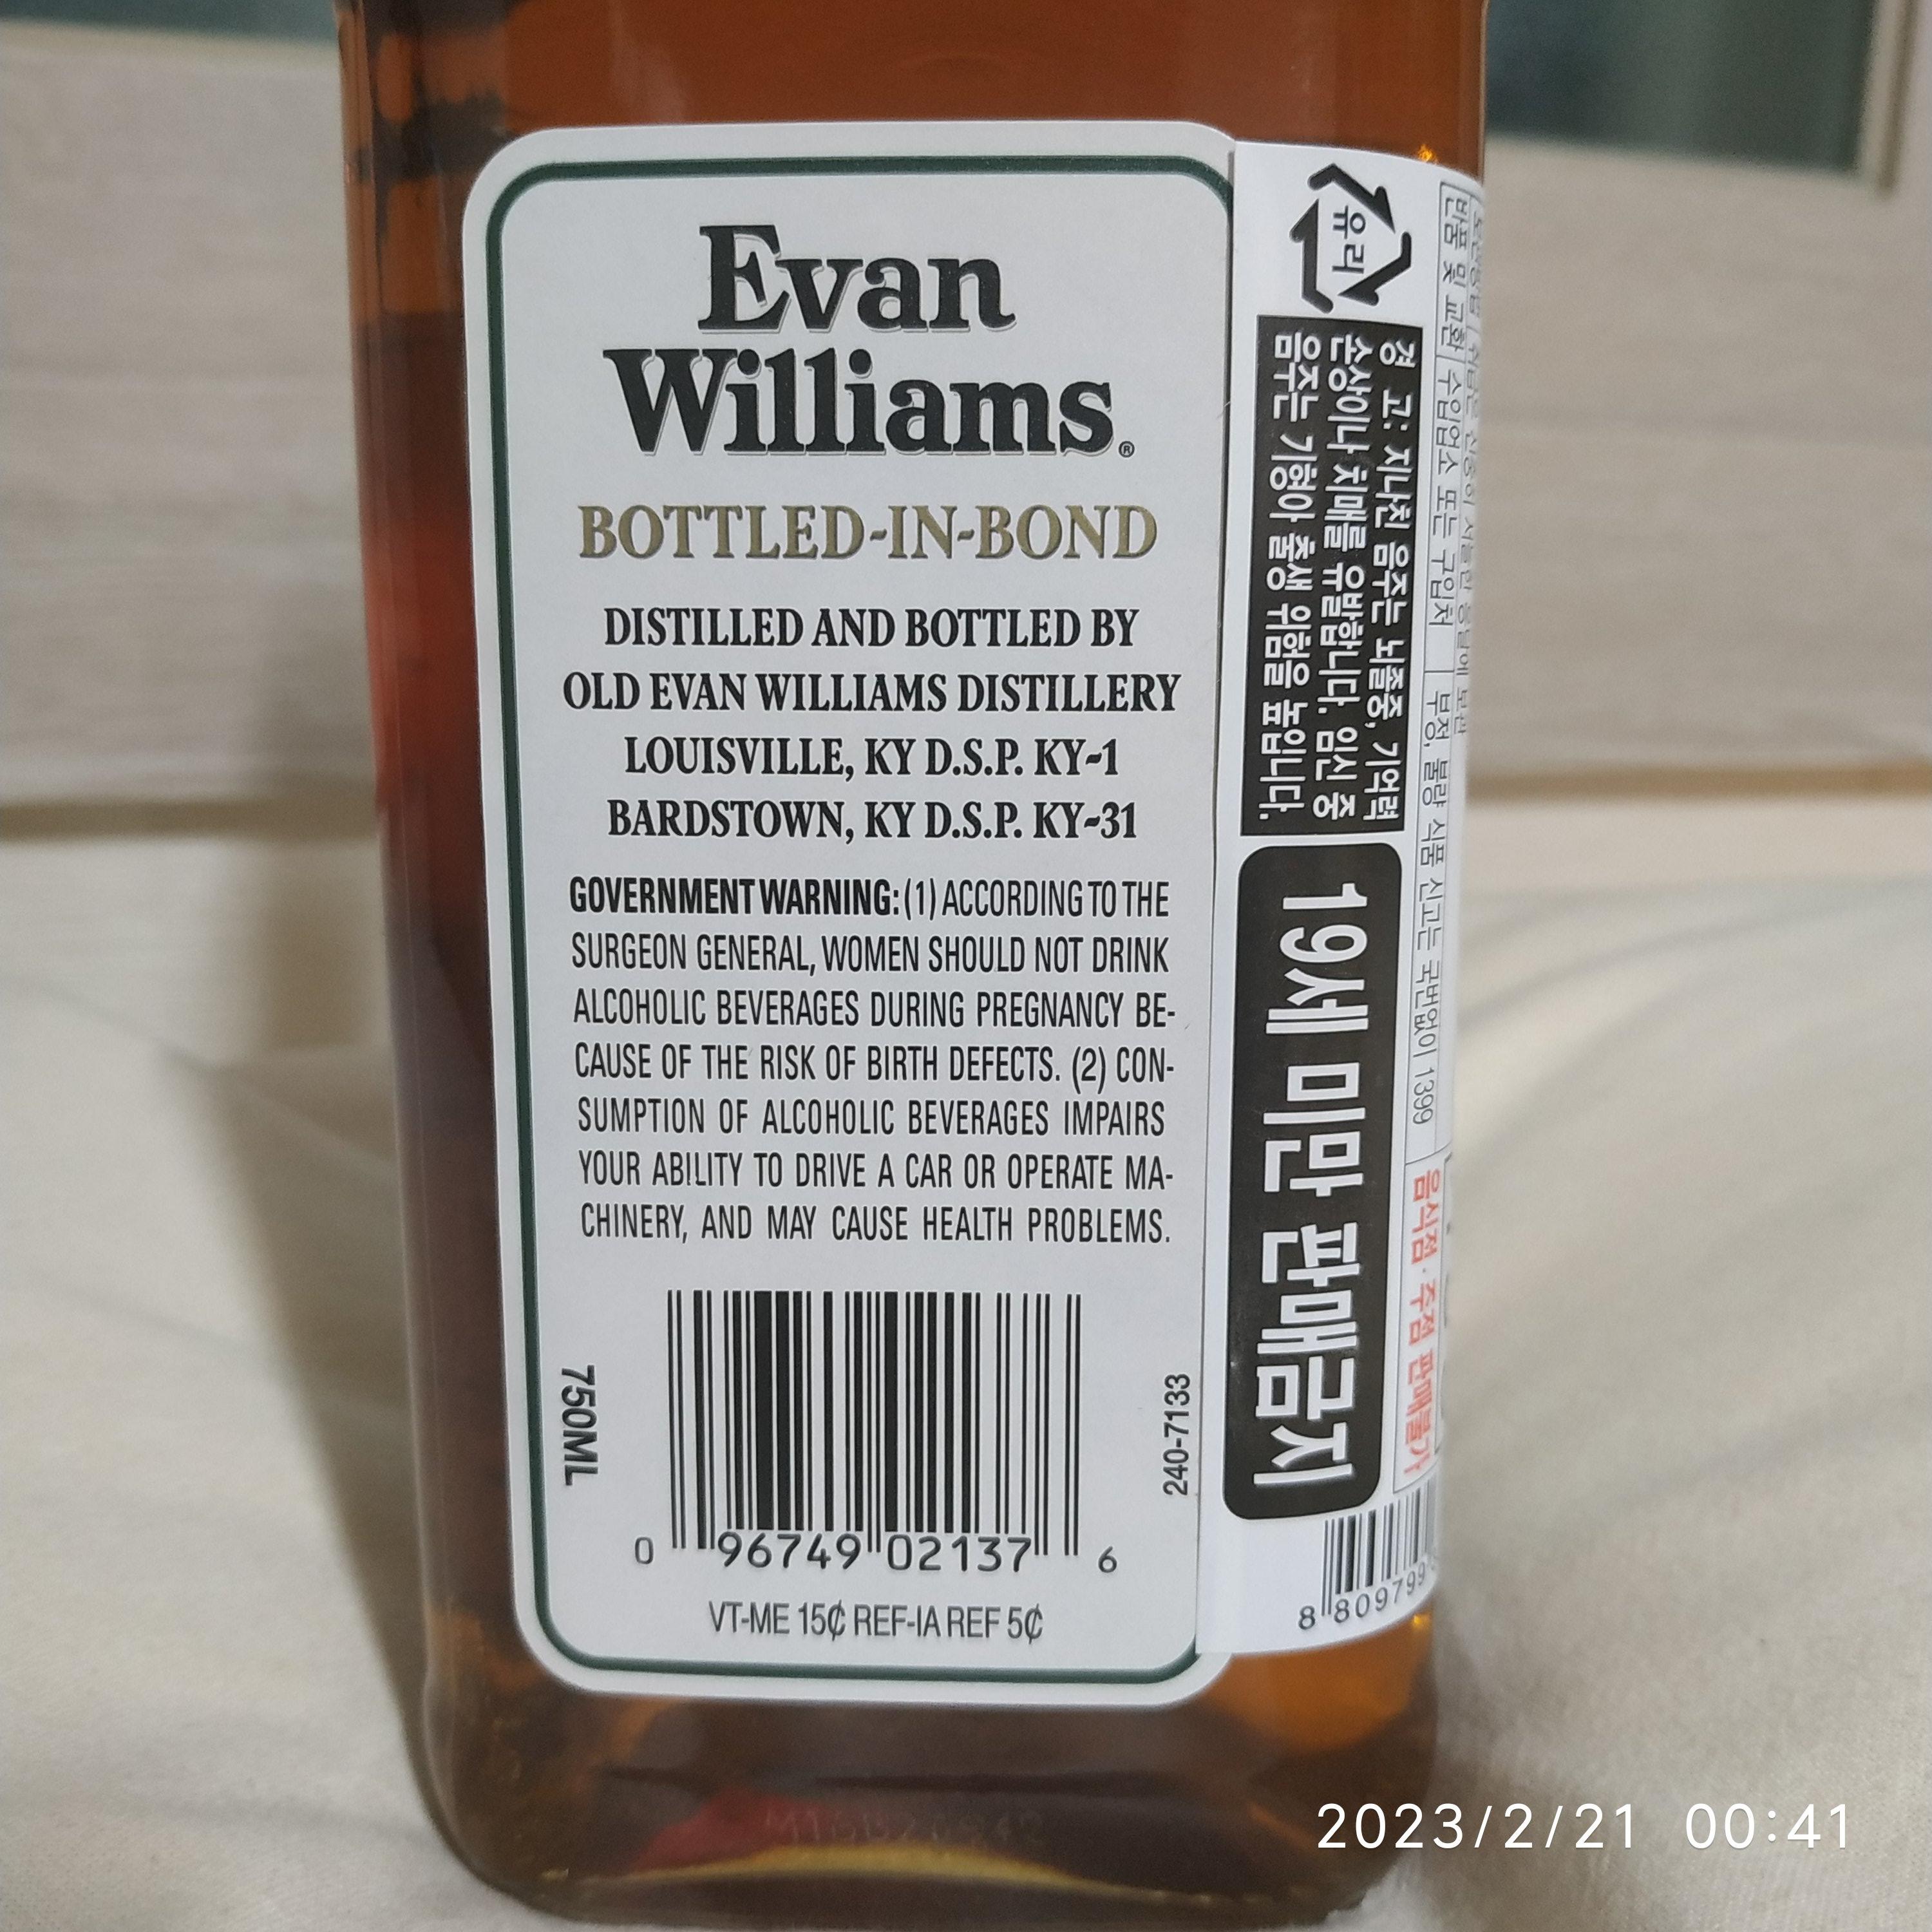 Evan
Williams®
BOTTLED-IN-BOND
DISTILLED AND BOTTLED BY
OLD EVAN WILLIAMS DISTILLERY
LOUISVILLE, KY D.S.P. KY-1
BARDSTOWN, KY D.S.P. KY-31
GOVERNMENT WARNING: (1) ACCORDING TO THE
SURGEON GENERAL, WOMEN SHOULD NOT DRINK
ALCOHOLIC BEVERAGES DURING PREGNANCY BE-
CAUSE OF THE RISK OF BIRTH DEFECTS. (2) CON-
SUMPTION OF ALCOHOLIC BEVERAGES IMPAIRS
YOUR ABILITY TO DRIVE A CAR OR OPERATE MA-
CHINERY, AND MAY CAUSE HEALTH PROBLEMS.
750ML
240-7133
0 96749 02137 6
VT-ME 15¢ REF-IA REF 5¢
유리
경 고: 지나친 음주는 뇌졸중, 기억력
손상이나 치매를 유발합니다. 임신 중
음주는 기형아 출생 위험을 높입니다.
19세 미만 판매금지
반품 및 교환 수입업소 또는 구입처 부정, 불량 식품 신고는 국번없이 1399
음식점·주점 판매불가
8 809799
2023/2/21 00:41